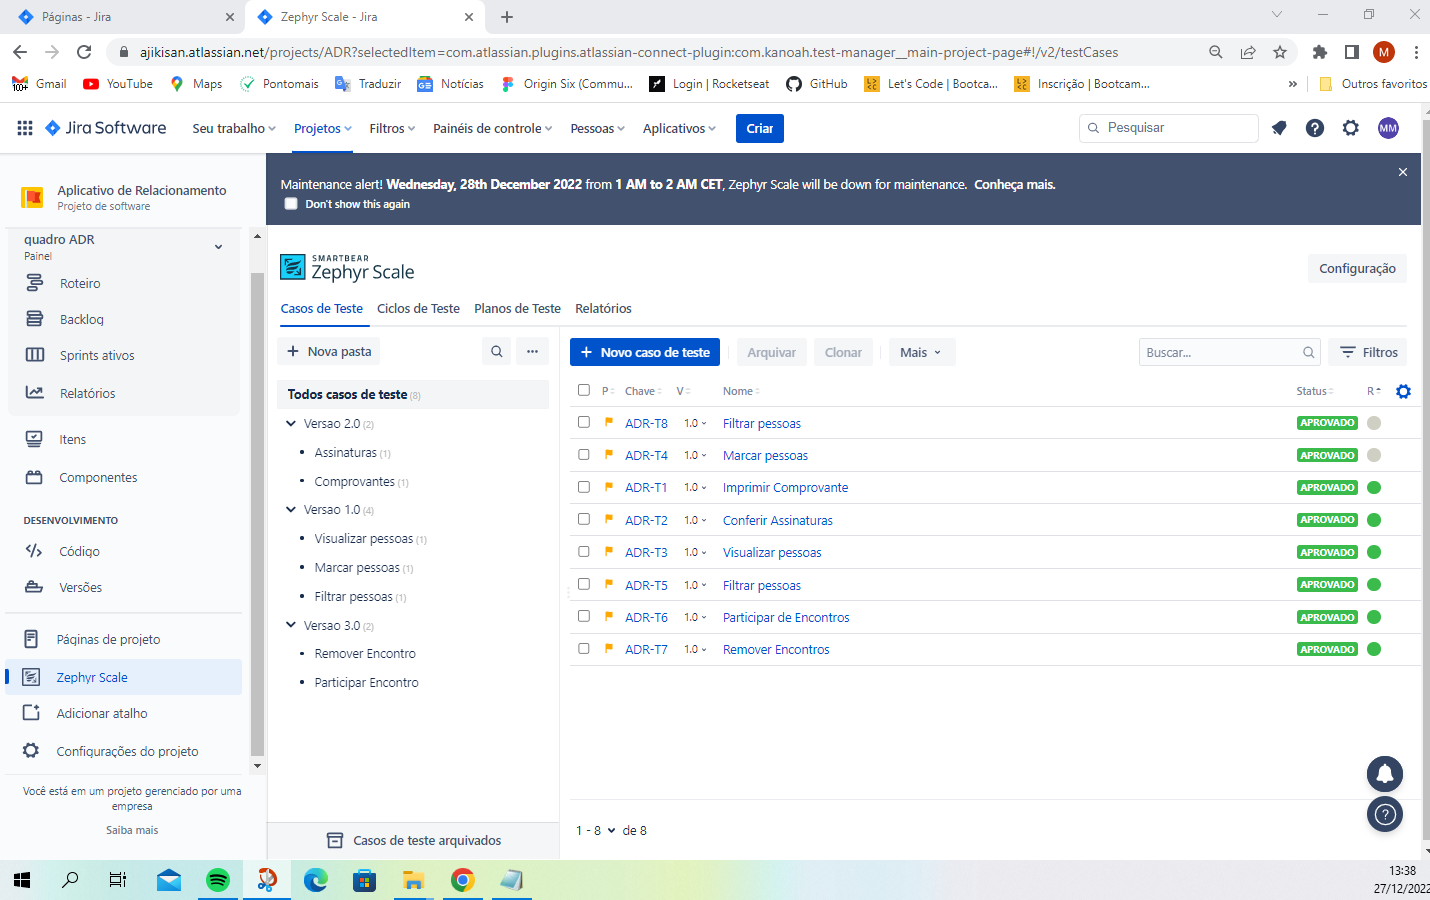 Páginas - Jira
Zephyr Scale - Jira
ajikisan.atlassian.net/projects/ADR?selectedItem=com.atlassian.plugins.atlassian-connect-plugin:com.kanoah.test-manager__main-project-page#!/v2/testCases
M
100+ Gmail
YouTube
Maps
Pontomais
Traduzir
Notícias
Origin Six (Commu...
Login | Rocketseat
GitHub
Let's Code | Bootca...
Inscrição | Bootcam...
»
Outros favoritos
Jira Software
Seu trabalho
Projetos
Filtros
Painéis de controle
Pessoas
Aplicativos
Criar
Pesquisar
MM
Aplicativo de Relacionamento
Projeto de software
quadro ADR
Painel
Roteiro
Backlog
Sprints ativos
Relatórios
Itens
Componentes
DESENVOLVIMENTO
Código
Versões
Páginas de projeto
Zephyr Scale
Adicionar atalho
Configurações do projeto
Você está em um projeto gerenciado por uma
empresa
Saiba mais
Maintenance alert! Wednesday, 28th December 2022 from 1 AM to 2 AM CET, Zephyr Scale will be down for maintenance. Conheça mais.
Don't show this again
SMARTBEAR
Zephyr Scale
Configuração
Casos de Teste
Ciclos de Teste
Planos de Teste
Relatórios
+ Nova pasta
...
Todos casos de teste (8)
Versao 2.0 (2)
• Assinaturas (1)
• Comprovantes (1)
Versao 1.0 (4)
• Visualizar pessoas (1)
• Marcar pessoas (1)
• Filtrar pessoas (1)
Versao 3.0 (2)
• Remover Encontro
• Participar Encontro
Casos de teste arquivados
+ Novo caso de teste
Arquivar
Clonar
Mais
Buscar...
Filtros
P Chave V Nome Status R
ADR-T8 1.0 Filtrar pessoas APROVADO
ADR-T4 1.0 Marcar pessoas APROVADO
ADR-T1 1.0 Imprimir Comprovante APROVADO
ADR-T2 1.0 Conferir Assinaturas APROVADO
ADR-T3 1.0 Visualizar pessoas APROVADO
ADR-T5 1.0 Filtrar pessoas APROVADO
ADR-T6 1.0 Participar de Encontros APROVADO
ADR-T7 1.0 Remover Encontros APROVADO
1 - 8 de 8
13:38
27/12/2022